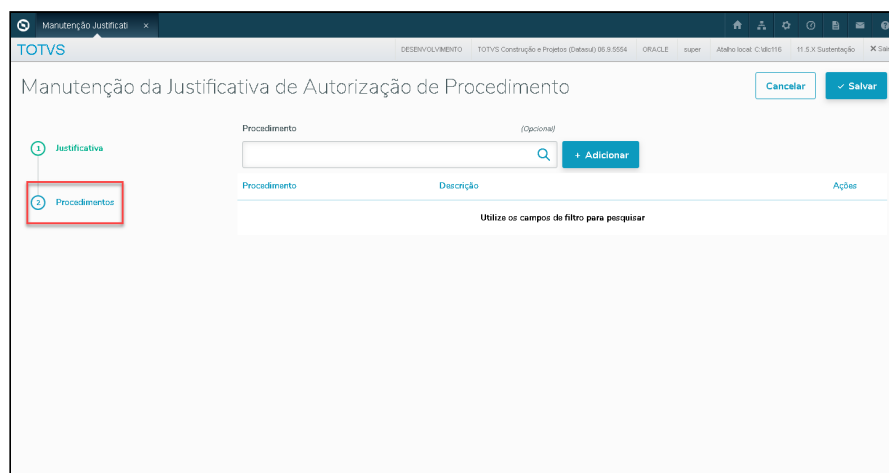 Manutenção Justificati ×
TOTVS
DESENVOLVIMENTO TOTVS Construção e Projetos (Datasul) 06.9.5554 ORACLE super Atalho local: C:\dlc116 11.5.X Sustentação Sair
Manutenção da Justificativa de Autorização de Procedimento
Cancelar
Salvar
1 Justificativa
2 Procedimentos
Procedimento (Opcional)
+ Adicionar
Procedimento Descrição Ações
Utilize os campos de filtro para pesquisar